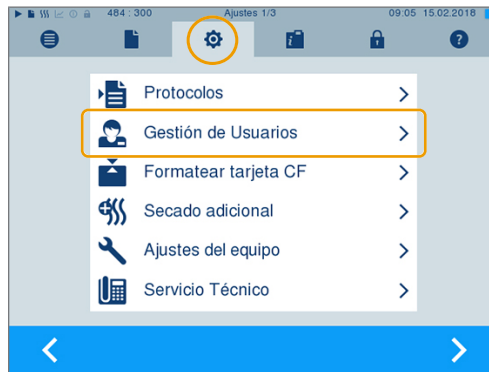 484 : 300 Ajustes 1/3 09:05 15.02.2018
Protocolos
Gestión de Usuarios
Formatear tarjeta CF
Secado adicional
Ajustes del equipo
Servicio Técnico